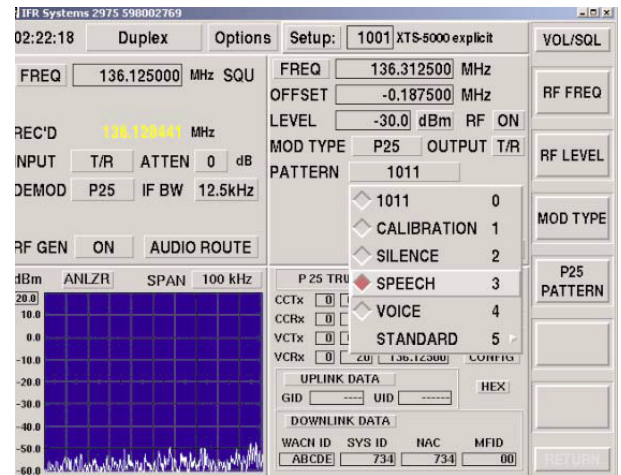 IFR Systems 2975 598002769
02:22:18 Duplex Options Setup: 1001 XTS-5000 explicit VOL/SQL
FREQ 136.125000 MHz SQU
REC'D 136.128441 MHz
NPUT T/R ATTEN 0 dB
DEMOD P25 IF BW 12.5kHz
RF GEN ON AUDIO ROUTE
FREQ 136.312500 MHz
OFFSET -0.187500 MHz
LEVEL -30.0 dBm RF ON
MOD TYPE P25 OUTPUT T/R
PATTERN 1011
1011 0
CALIBRATION 1
SILENCE 2
SPEECH 3
VOICE 4
STANDARD 5
RF FREQ
RF LEVEL
MOD TYPE
P25
PATTERN
RETURN
dBm ANLZR SPAN 100 kHz
20.0
10.0
0.0
-10.0
-20.0
-30.0
-40.0
-50.0
-60.0
P 25 TRU
CCTx 0
CCRx 0
VCTx 0
VCRx 0 20 136.12500 CONFIG
UPLINK DATA
GID ---- UID ------
HEX
DOWNLINK DATA
WACN ID SYS ID NAC MFID
ABCDE 734 734 00